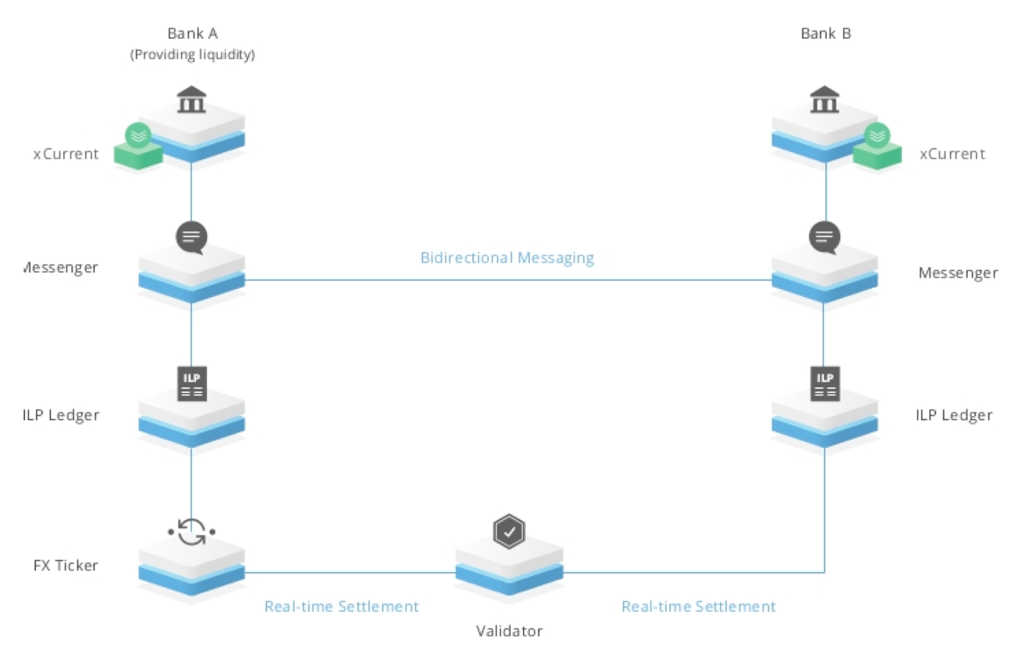 Bank A
(Providing liquidity)
Bank B
xCurrent
xCurrent
Messenger
Bidirectional Messaging
Messenger
ILP
ILP
ILP Ledger
ILP Ledger
FX Ticker
Real-time Settlement
Real-time Settlement
Validator